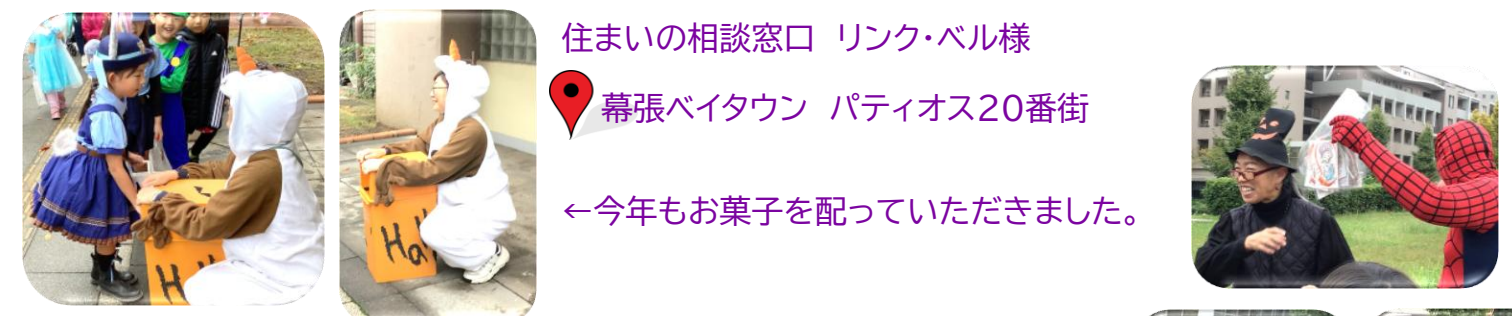 住まいの相談窓口　リンク・ベル様
幕張ベイタウン　パティオス20番街
←今年もお菓子を配っていただきました。
H
Ha